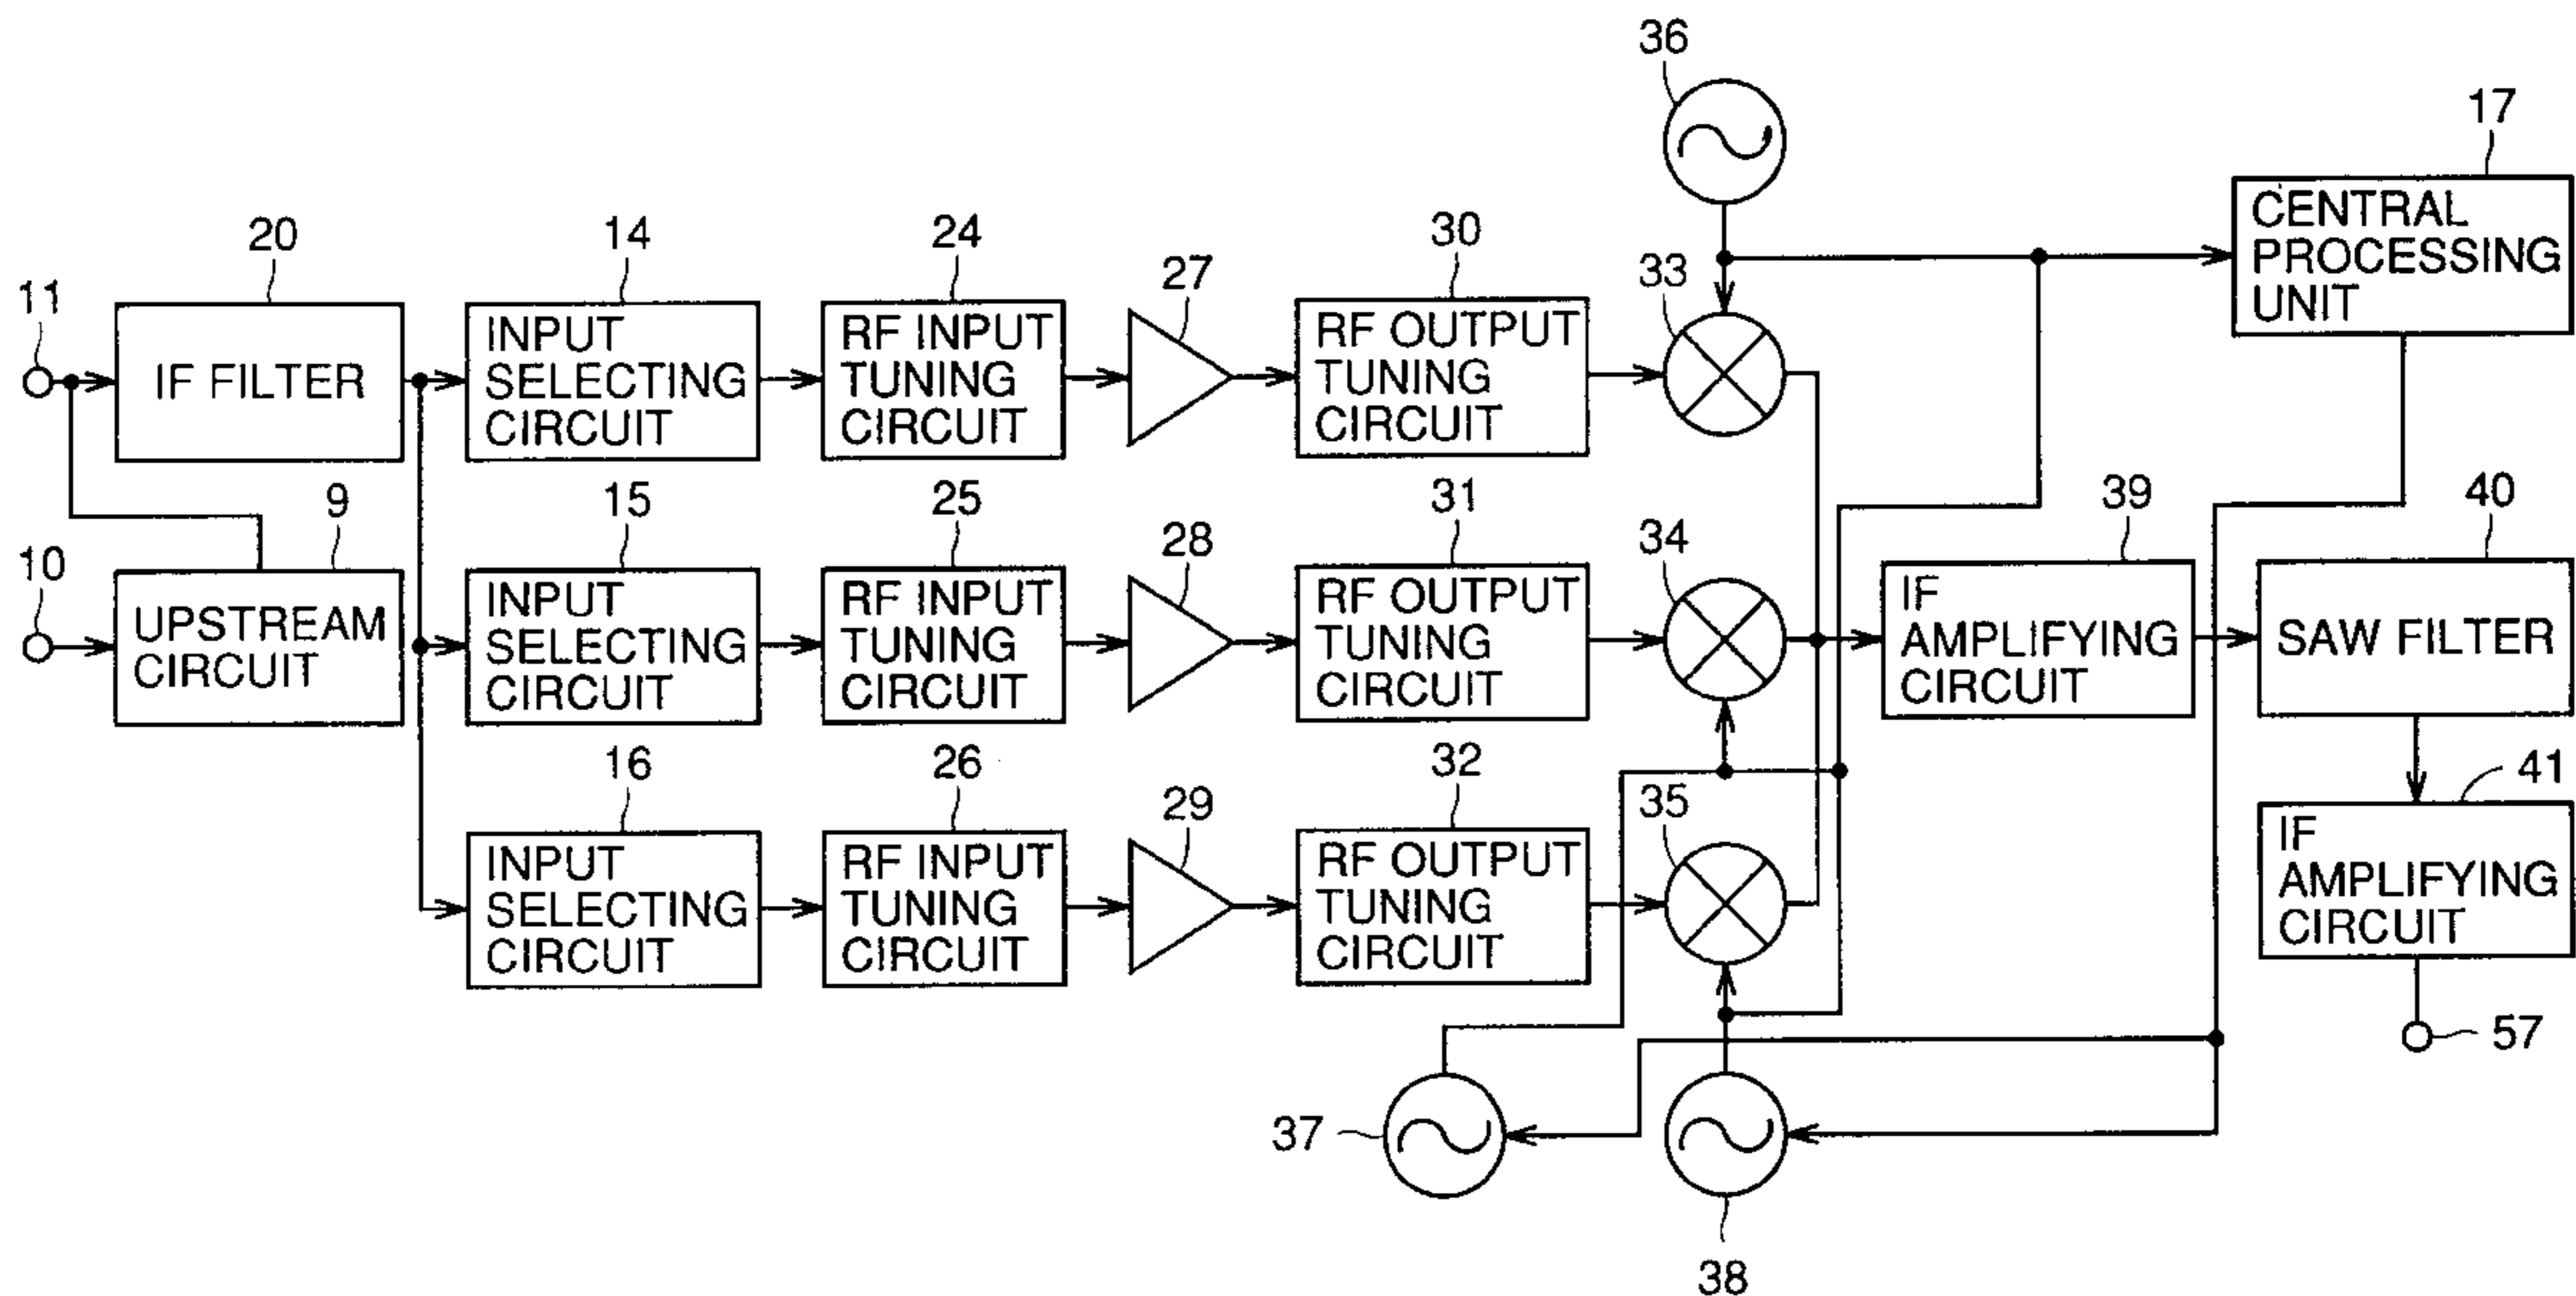 36
17
CENTRAL
PROCESSING
UNIT
20
14
24
27
30
33
11
IF FILTER
INPUT
SELECTING
CIRCUIT
RF INPUT
TUNING
CIRCUIT
RF OUTPUT
TUNING
CIRCUIT
9
15
25
28
31
34
39
40
10
UPSTREAM
CIRCUIT
INPUT
SELECTING
CIRCUIT
RF INPUT
TUNING
CIRCUIT
RF OUTPUT
TUNING
CIRCUIT
IF
AMPLIFYING
CIRCUIT
SAW FILTER
16
26
29
32
35
41
INPUT
SELECTING
CIRCUIT
RF INPUT
TUNING
CIRCUIT
RF OUTPUT
TUNING
CIRCUIT
IF
AMPLIFYING
CIRCUIT
57
37
38